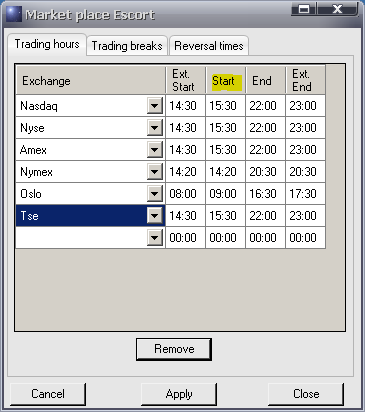 Market place Escort
Trading hours Trading breaks Reversal times
Exchange Ext. Start Start End Ext. End
Nasdaq 14:30 15:30 22:00 23:00
Nyse 14:30 15:30 22:00 23:00
Amex 14:30 15:30 22:00 23:00
Nymex 14:20 14:20 20:30 20:30
Oslo 08:00 09:00 16:30 17:30
Tse 14:30 15:30 22:00 23:00
00:00 00:00 00:00 00:00
Remove
Cancel Apply Close